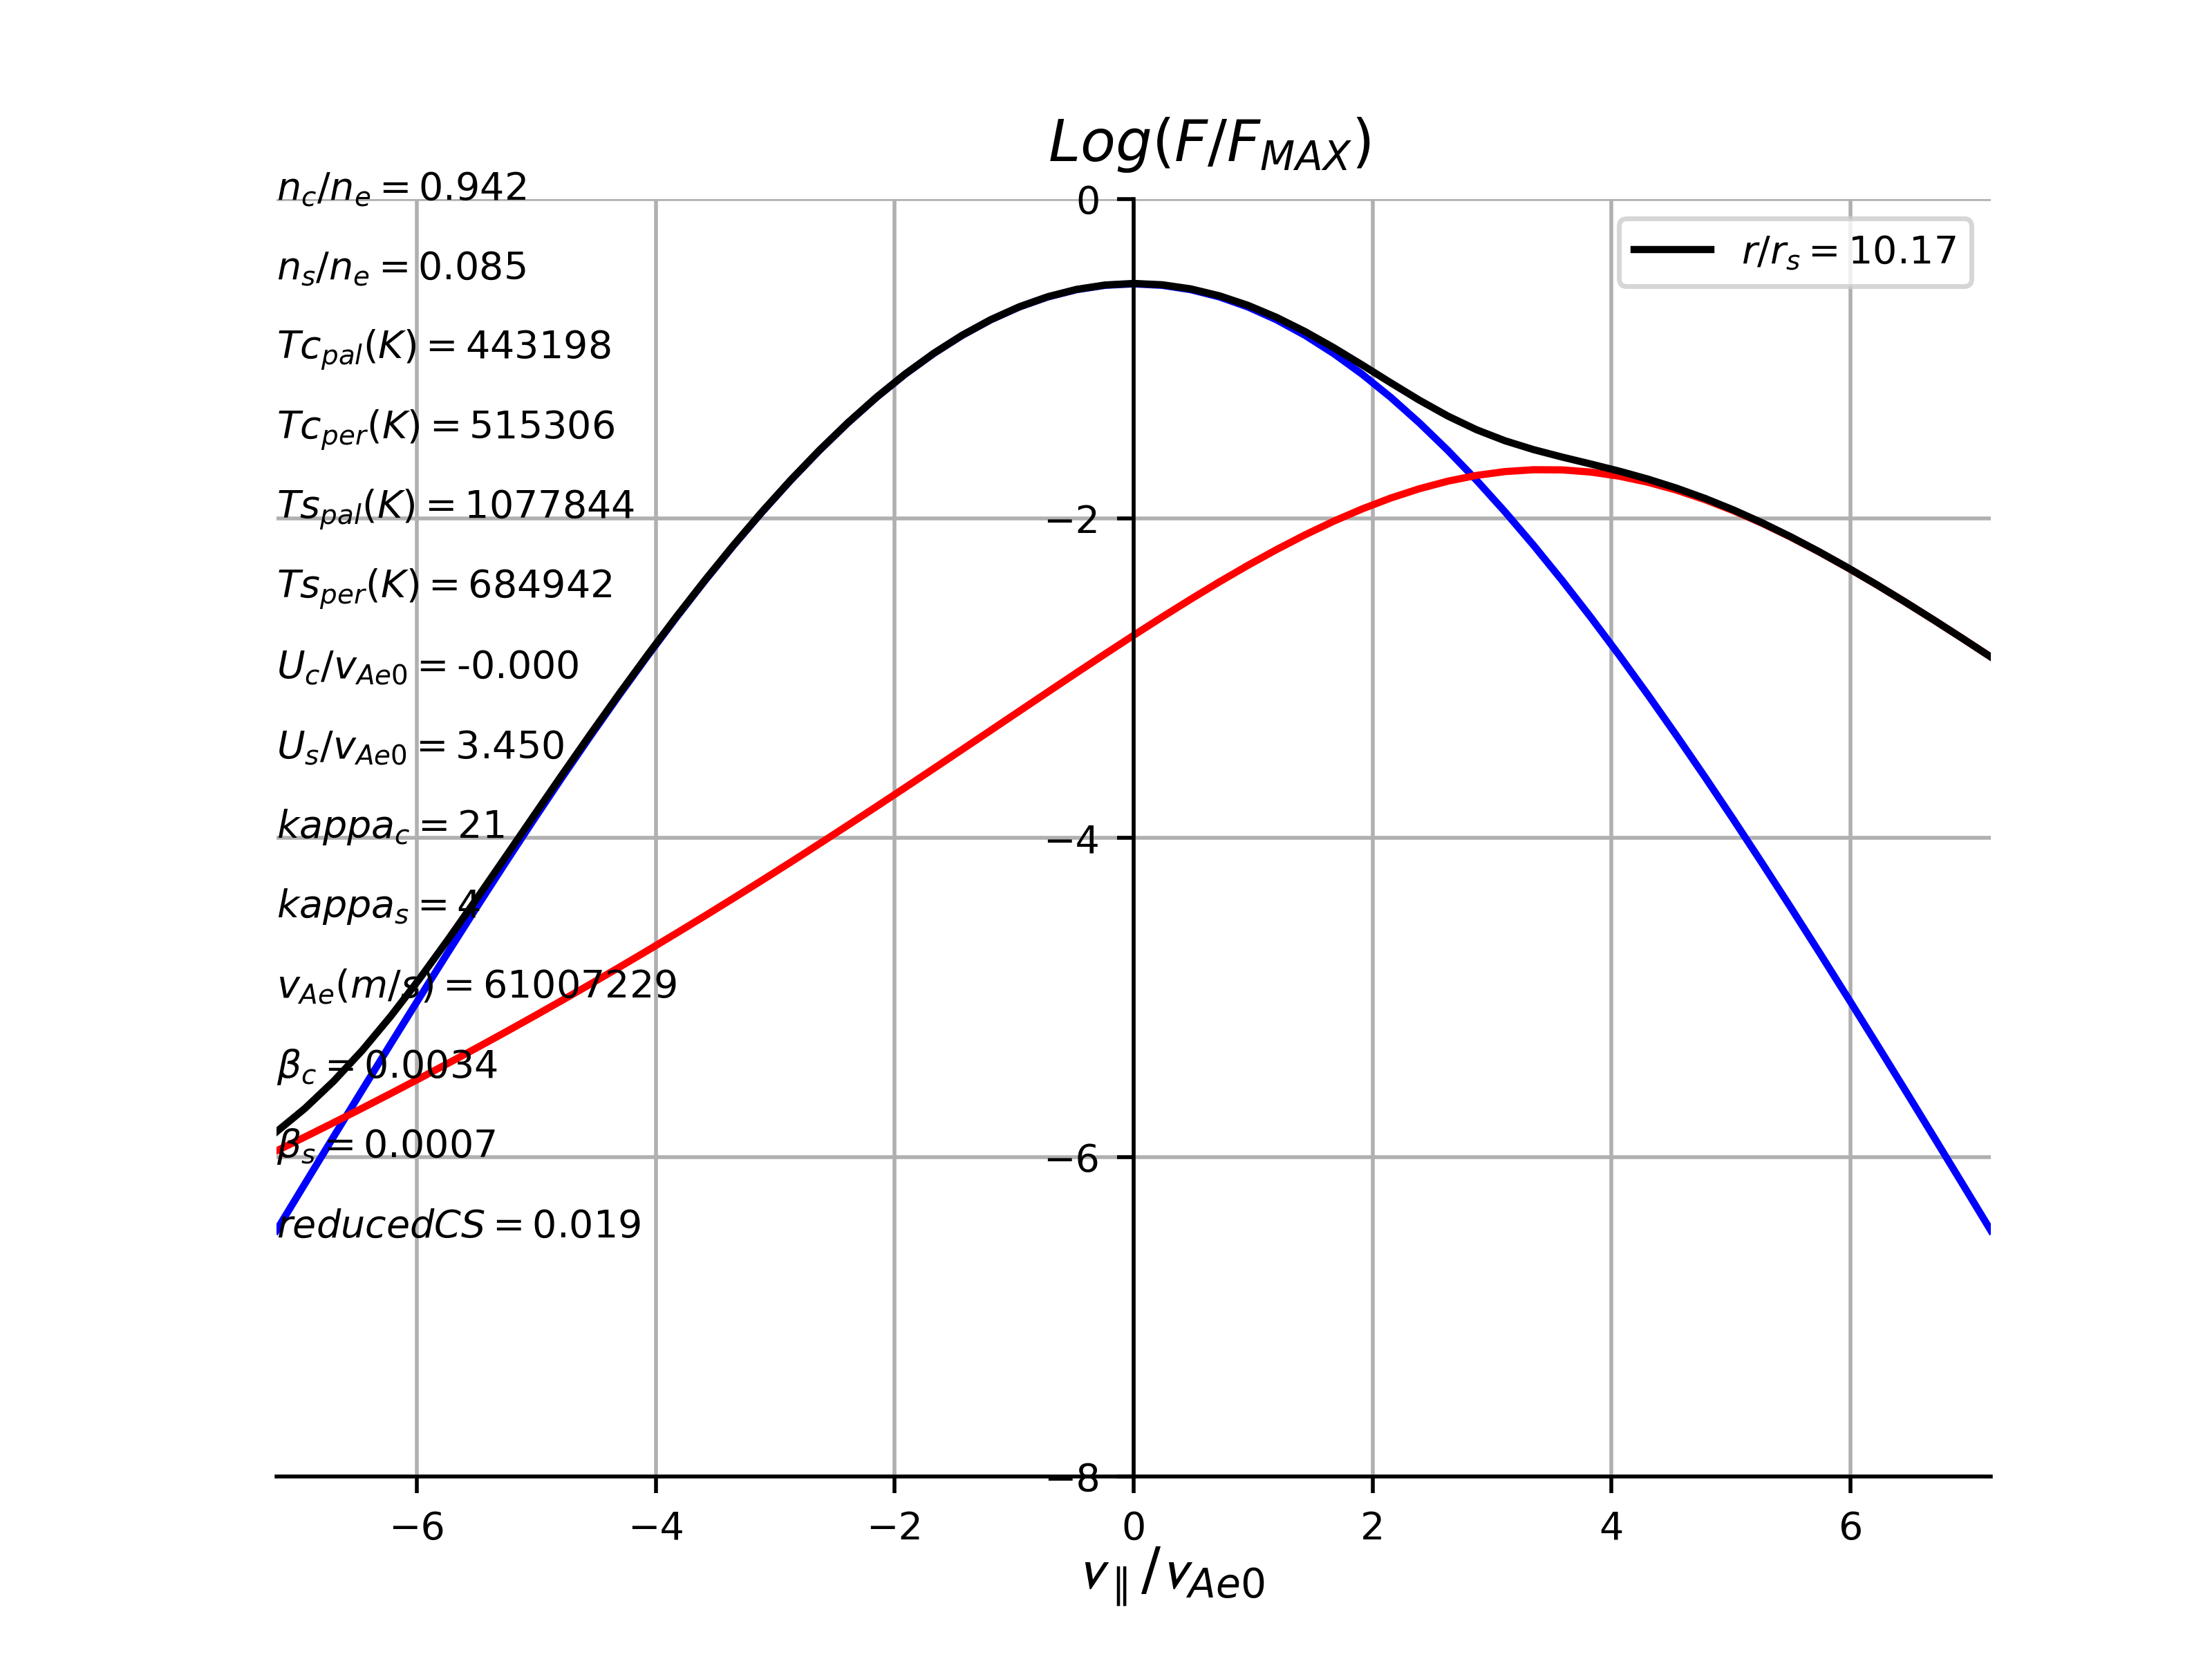 Log(F/F_MAX)
n_c/n_e = 0.942
n_s/n_e = 0.085
Tc_pal(K) = 443198
Tc_per(K) = 515306
Ts_pal(K) = 1077844
Ts_per(K) = 684942
U_c/v_Ae0 = -0.000
U_s/v_Ae0 = 3.450
kappa_c = 21
kappa_s = 4
v_Ae(m/s) = 61007229
β_c = 0.0034
β_s = 0.0007
reducedCS = 0.019
r/r_s = 10.17
0
−2
−4
−6
−8
−6 −4 −2 0 2 4 6
v_∥/v_Ae0